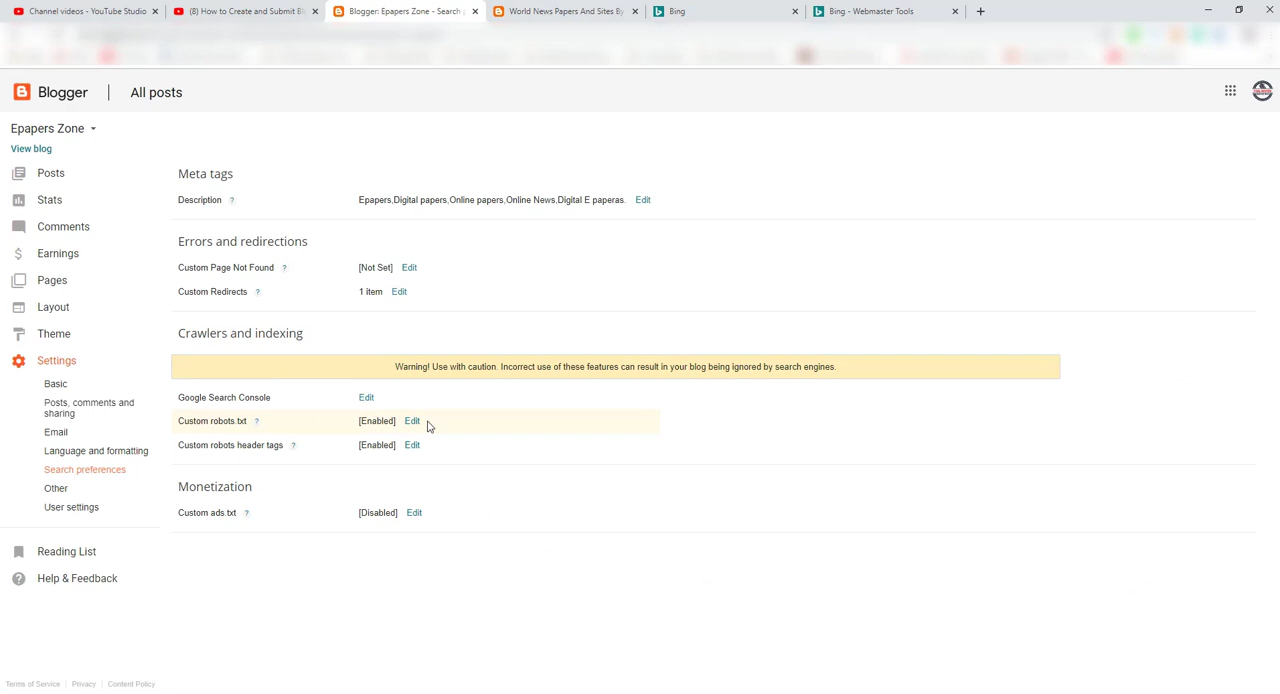 Channel videos - YouTube Studio
(8) How to Create and Submit Bl
Blogger: Epapers Zone - Search p
World News Papers And Sites By
Bing
Bing - Webmaster Tools
Blogger
All posts
Epapers Zone
View blog
Posts
Stats
Comments
Earnings
Pages
Layout
Theme
Settings
Basic
Posts, comments and
sharing
Email
Language and formatting
Search preferences
Other
User settings
Reading List
Help & Feedback
Meta tags
Description ? Epapers,Digital papers,Online papers,Online News,Digital E paperas. Edit
Errors and redirections
Custom Page Not Found ? [Not Set] Edit
Custom Redirects ? 1 item Edit
Crawlers and indexing
Warning! Use with caution. Incorrect use of these features can result in your blog being ignored by search engines.
Google Search Console Edit
Custom robots.txt ? [Enabled] Edit
Custom robots header tags ? [Enabled] Edit
Monetization
Custom ads.txt ? [Disabled] Edit
Terms of Service | Privacy | Content Policy